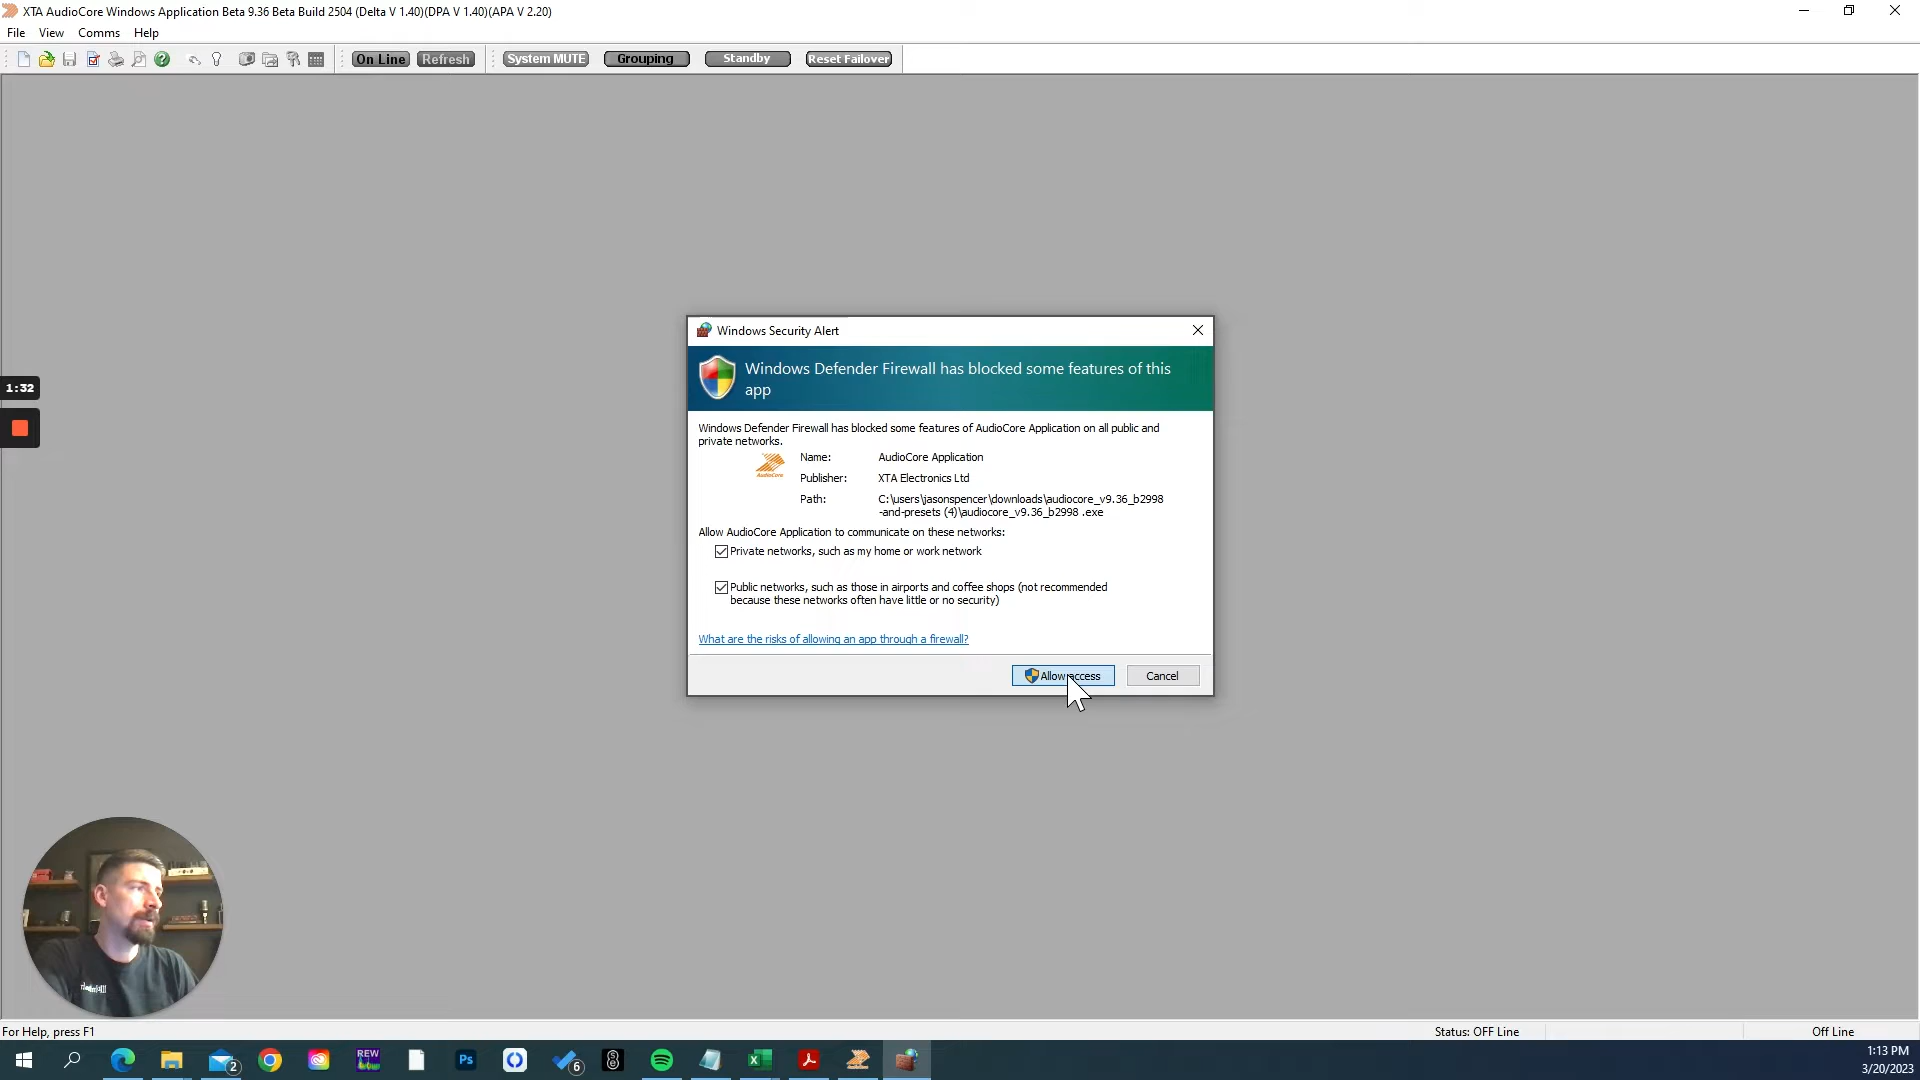 XTA AudioCore Windows Application Beta 9.36 Beta Build 2504 (Delta V 1.40)(DPA V 1.40)(APA V 2.20)
File View Comms Help
On Line Refresh System MUTE Grouping Standby Reset Failover
Windows Security Alert
Windows Defender Firewall has blocked some features of this
app
Windows Defender Firewall has blocked some features of AudioCore Application on all public and
private networks.
Name: AudioCore Application
AudioCore
Publisher: XTA Electronics Ltd
Path: C:\users\jasonspencer\downloads\audiocore_v9.36_b2998
-and-presets (4)\audiocore_v9.36_b2998 .exe
Allow AudioCore Application to communicate on these networks:
Private networks, such as my home or work network
Public networks, such as those in airports and coffee shops (not recommended
because these networks often have little or no security)
What are the risks of allowing an app through a firewall?
Allow access Cancel
1:32
For Help, press F1
Status: OFF Line
Off Line
2
REW
Ps
6
1:13 PM
3/20/2023